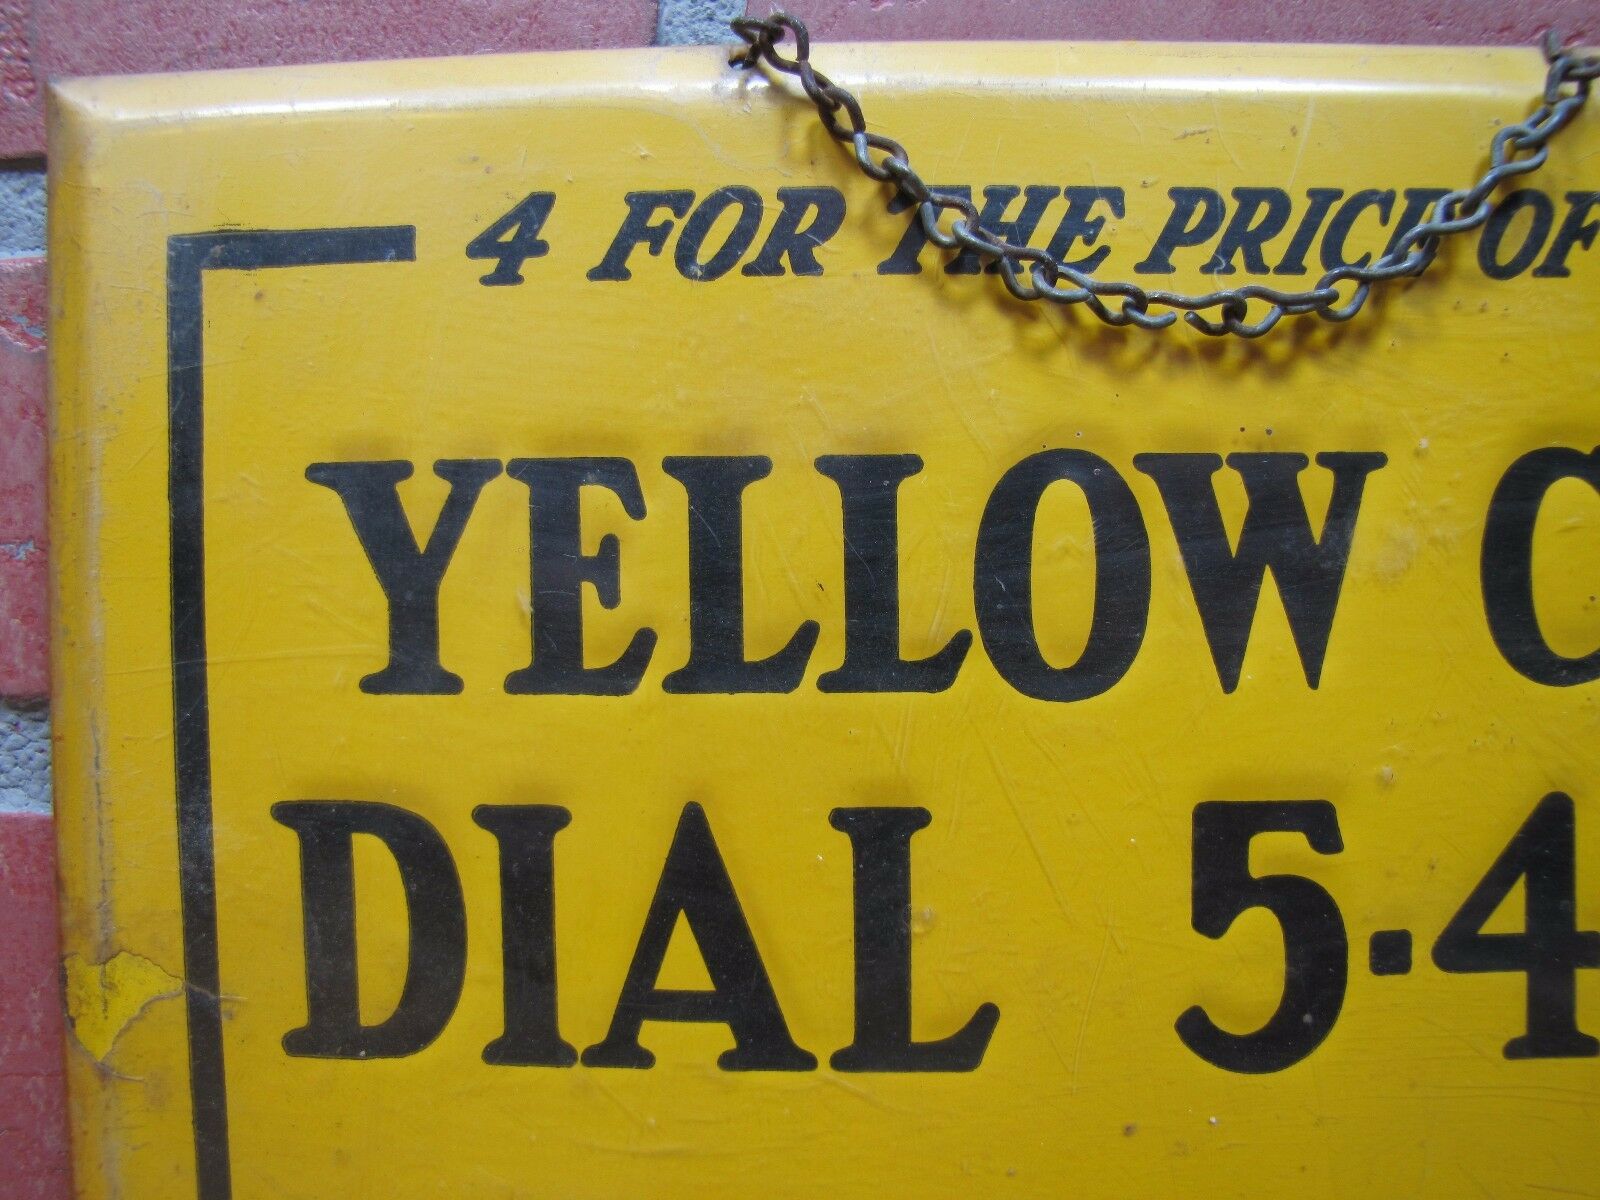 4 FOR THE PRICE OF
YELLOW C
DIAL 5-4